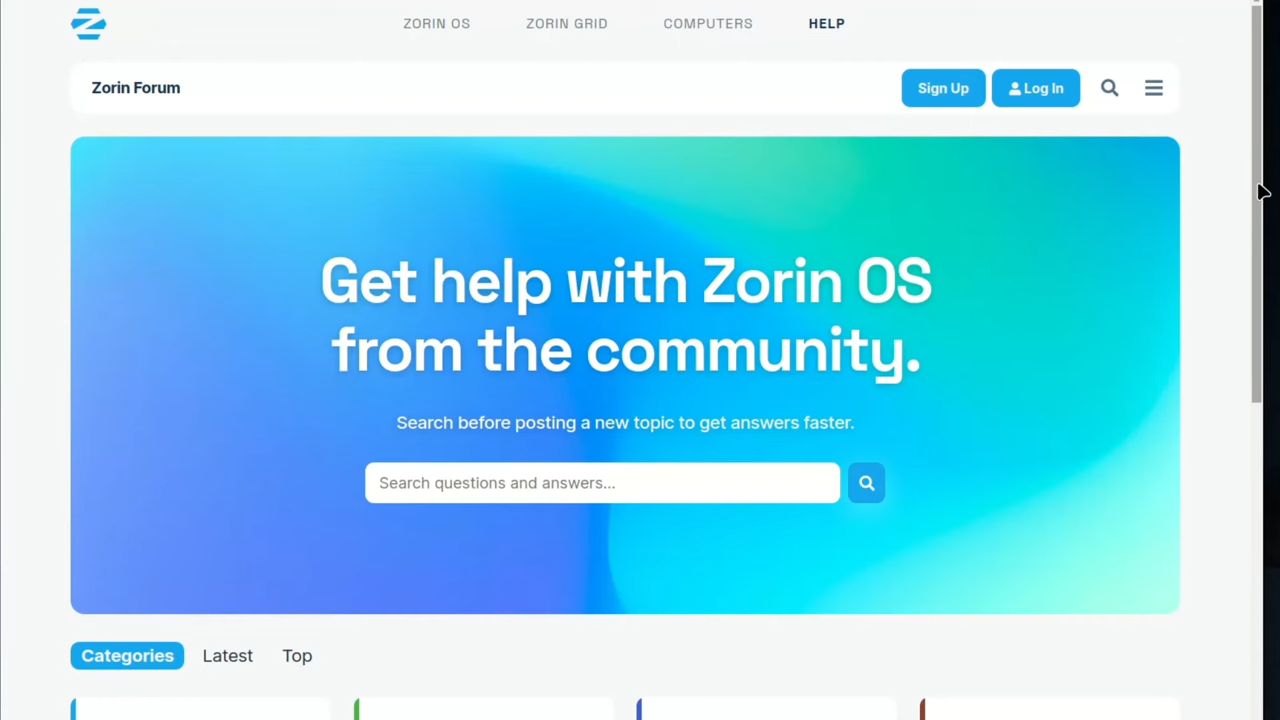 ZORIN OS ZORIN GRID COMPUTERS HELP
Zorin Forum Sign Up Log In
Get help with Zorin OS
from the community.
Search before posting a new topic to get answers faster.
Search questions and answers...
Categories Latest Top